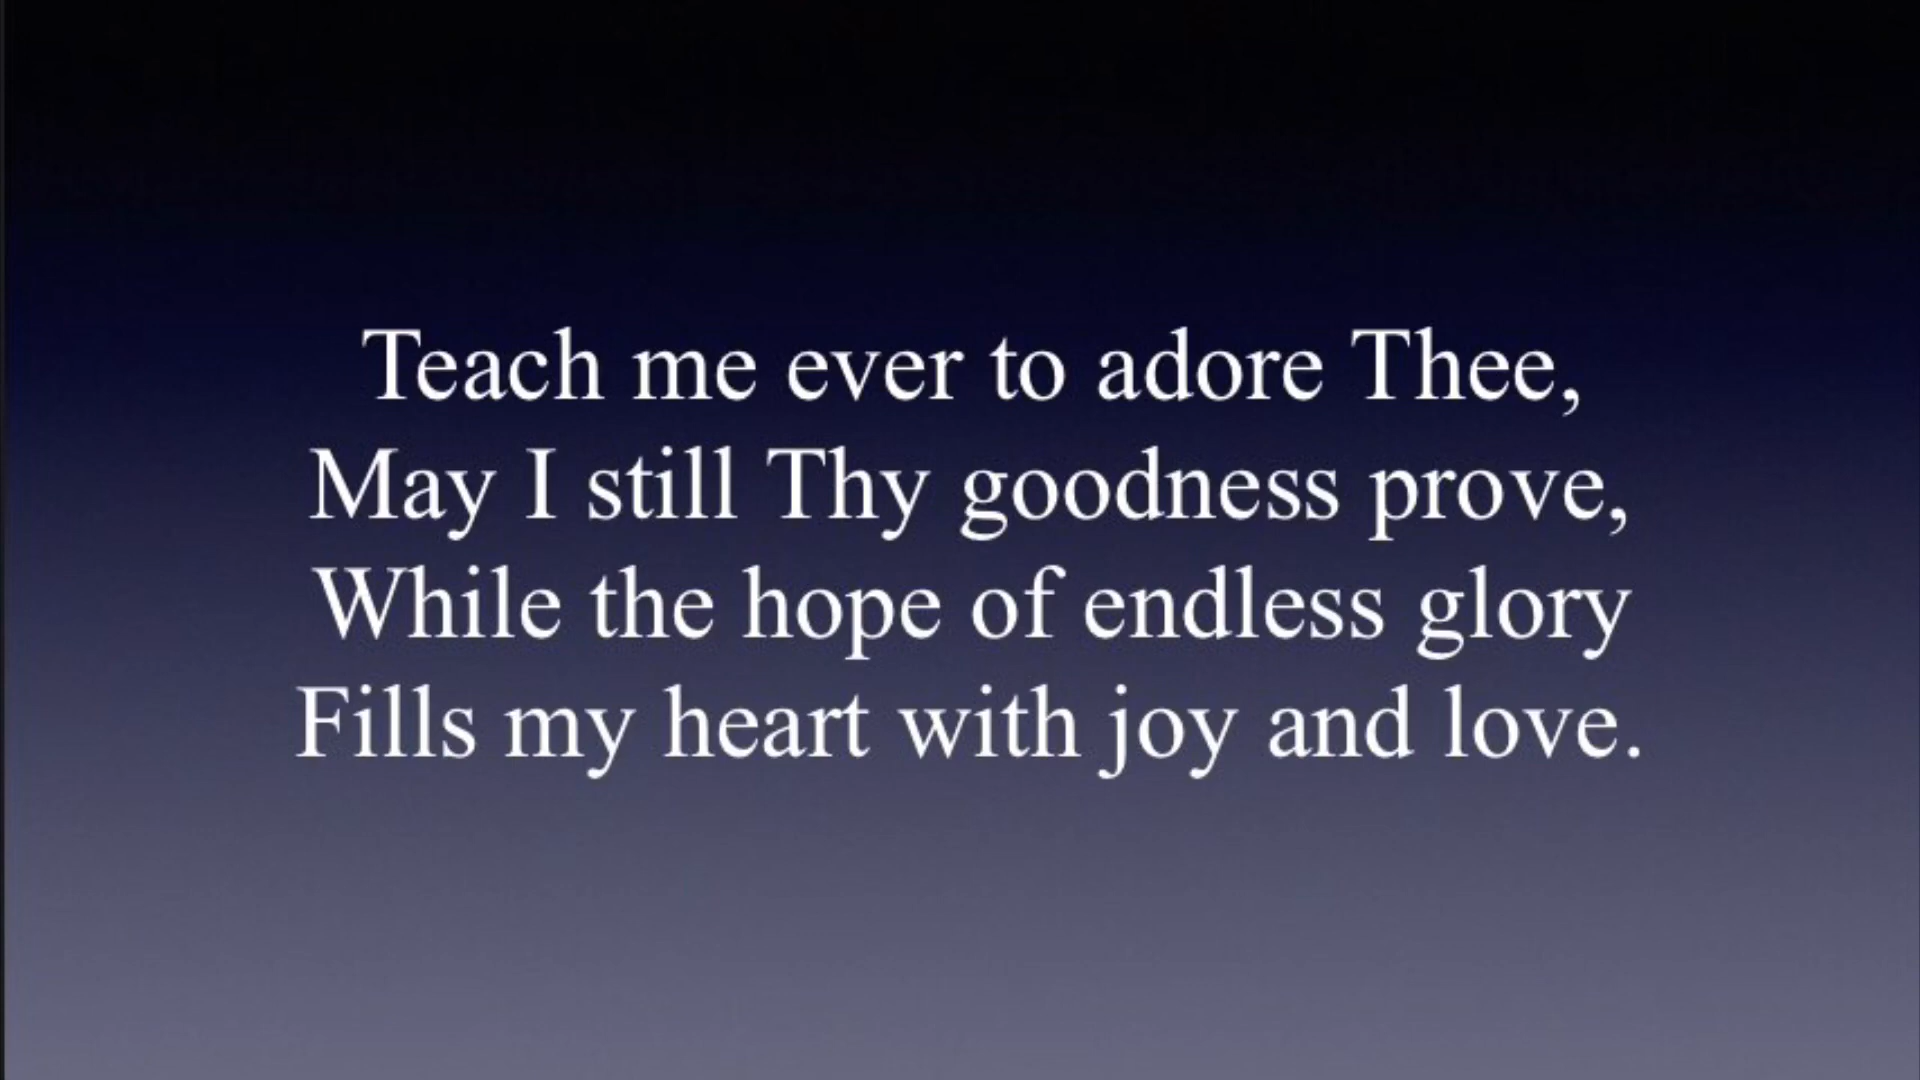 Teach me ever to adore Thee,
May I still Thy goodness prove,
While the hope of endless glory
Fills my heart with joy and love.